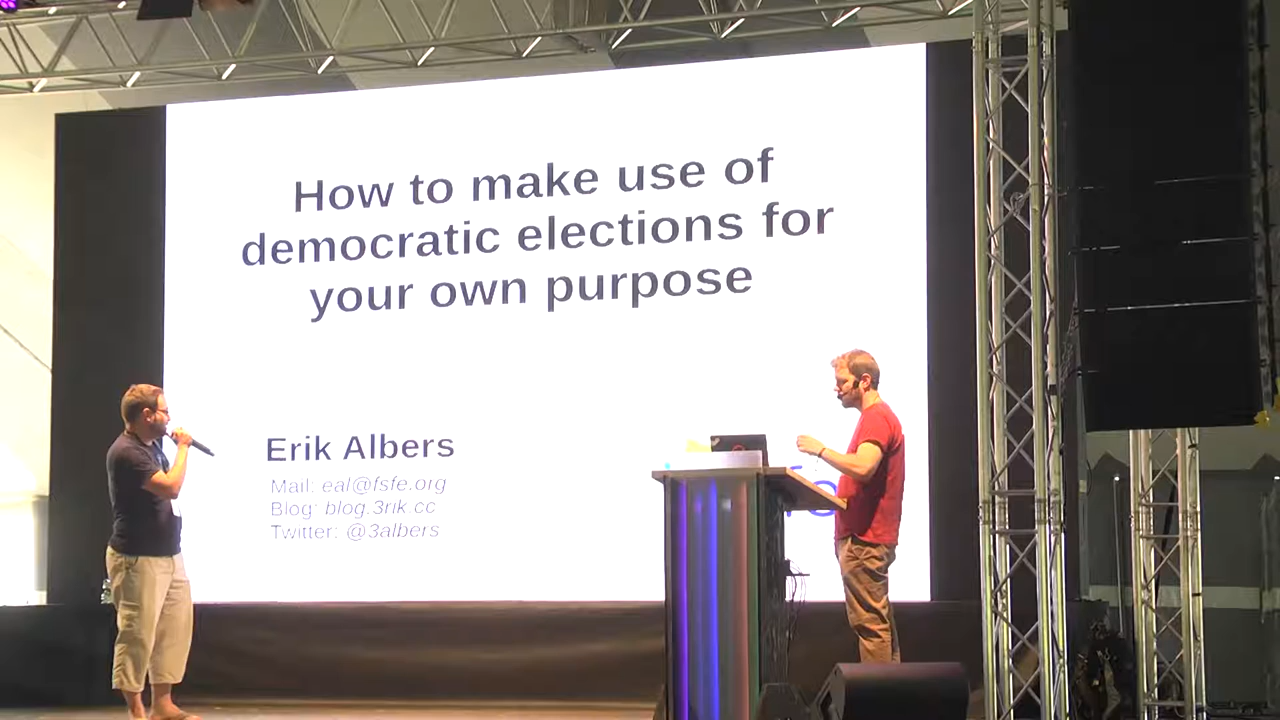 How to make use of
democratic elections for
your own purpose
Erik Albers
Mail: eal@fsfe.org
Blog: blog.3rik.cc
Twitter: @3albers